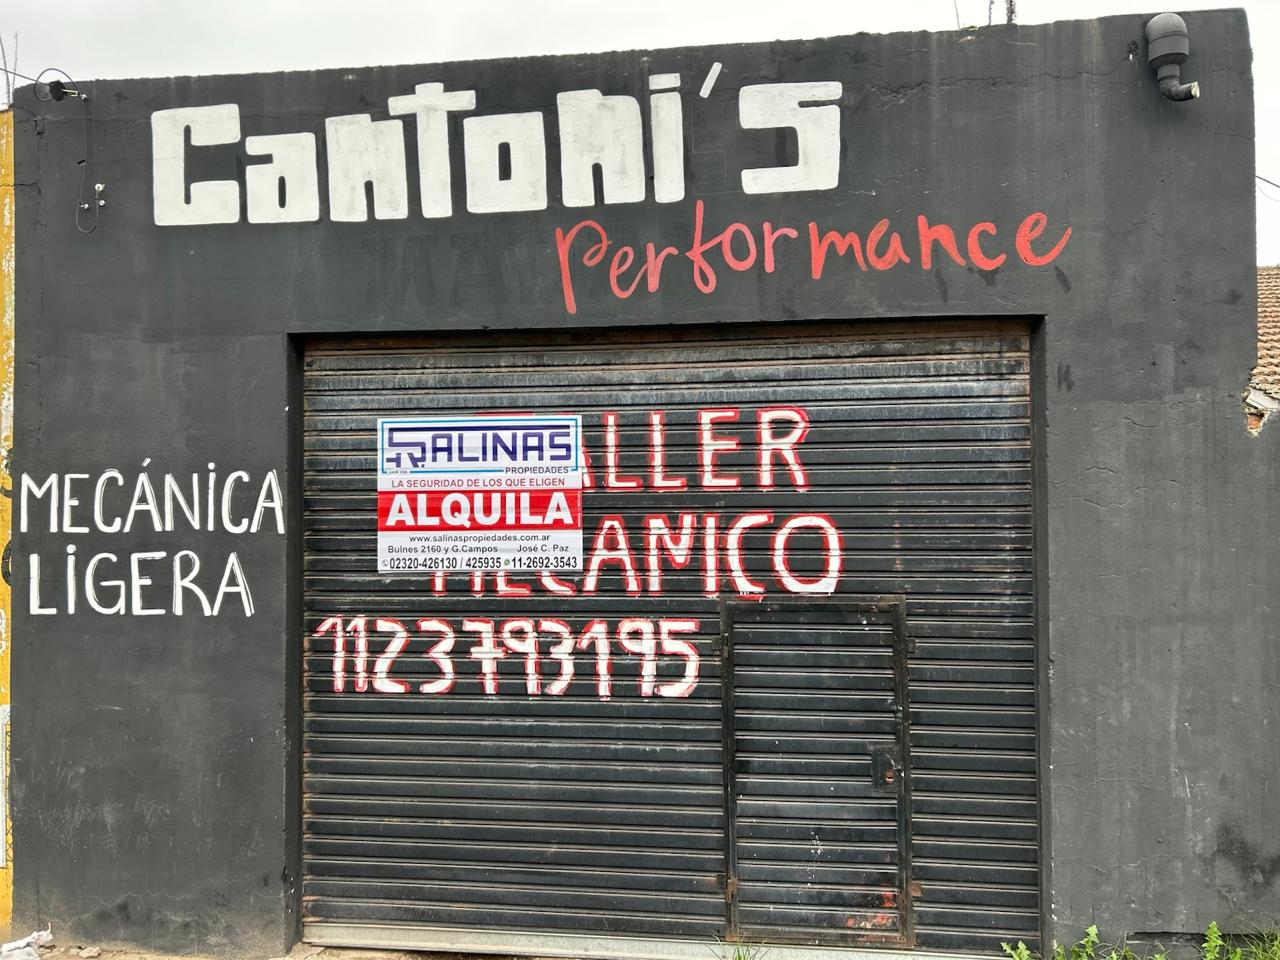 Cantoni's
Performance
MECÁNICA
LIGERA
SALINAS
PROPIEDADES
LA SEGURIDAD DE LOS QUE ELIGEN
ALQUILA
www.salinaspropiedades.com.ar
Bulnes 2160 y G.Campos José C. Paz
02320-426130 / 425935 11-2692-3543
ALLER
MECANICO
1123793195